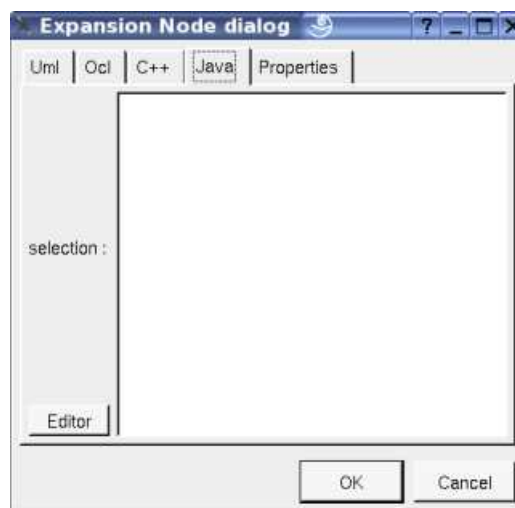 Expansion Node dialog ? _ X
Uml Ocl C++ Java Properties
selection :
Editor
OK Cancel